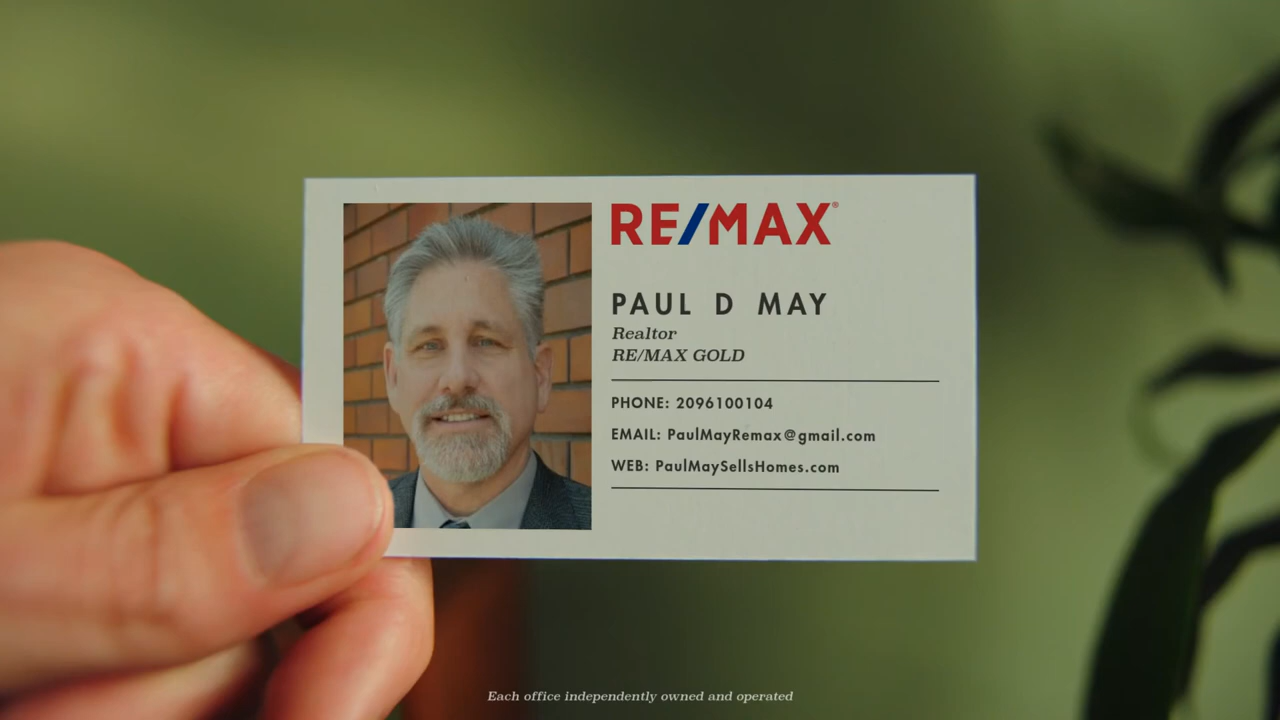 RE/MAX®
PAUL D MAY
Realtor
RE/MAX GOLD
PHONE: 2096100104
EMAIL: PaulMayRemax@gmail.com
WEB: PaulMaySellsHomes.com
Each office independently owned and operated